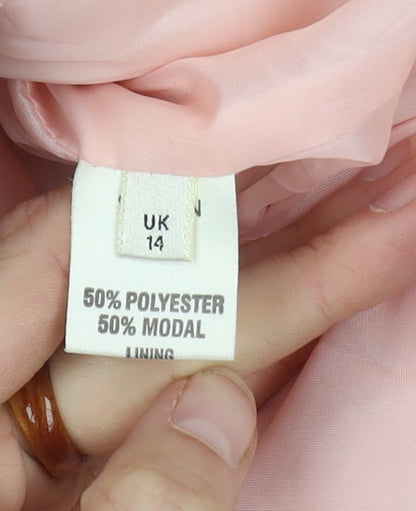 UK
14
50% POLYESTER
50% MODAL
LINING